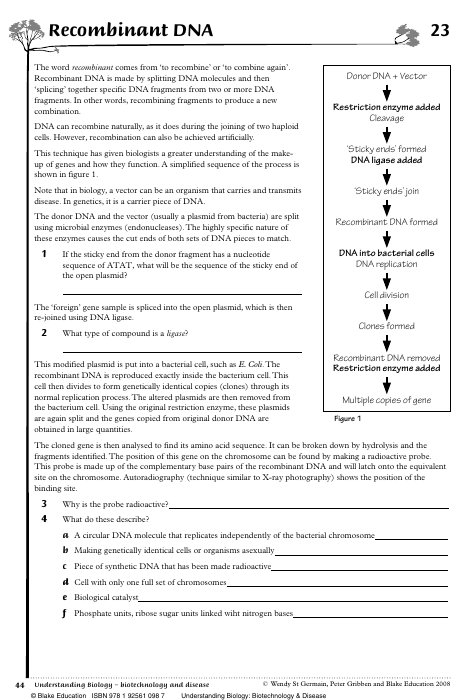 Recombinant DNA
23
The word recombinant comes from 'to recombine' or 'to combine again'.
Recombinant DNA is made by splitting DNA molecules and then
'splicing' together specific DNA fragments from two or more DNA
fragments. In other words, recombining fragments to produce a new
combination.
DNA can recombine naturally, as it does during the joining of two haploid
cells. However, recombination can also be achieved artificially.
This technique has given biologists a greater understanding of the make-
up of genes and how they function. A simplified sequence of the process is
shown in figure 1.
Note that in biology, a vector can be an organism that carries and transmits
disease. In genetics, it is a carrier piece of DNA.
The donor DNA and the vector (usually a plasmid from bacteria) are split
using microbial enzymes (endonucleases). The highly specific nature of
these enzymes causes the cut ends of both sets of DNA pieces to match.
1 If the sticky end from the donor fragment has a nucleotide
sequence of ATAT, what will be the sequence of the sticky end of
the open plasmid?
The 'foreign' gene sample is spliced into the open plasmid, which is then
re-joined using DNA ligase.
2 What type of compound is a ligase?
This modified plasmid is put into a bacterial cell, such as E. Coli. The
recombinant DNA is reproduced exactly inside the bacterium cell. This
cell then divides to form genetically identical copies (clones) through its
normal replication process. The altered plasmids are then removed from
the bacterium cell. Using the original restriction enzyme, these plasmids
are again split and the genes copied from original donor DNA are
obtained in large quantities.
Donor DNA + Vector
Restriction enzyme added
Cleavage
'Sticky ends' formed
DNA ligase added
'Sticky ends' join
Recombinant DNA formed
DNA into bacterial cells
DNA replication
Cell division
Clones formed
Recombinant DNA removed
Restriction enzyme added
Multiple copies of gene
Figure 1
The cloned gene is then analysed to find its amino acid sequence. It can be broken down by hydrolysis and the
fragments identified. The position of this gene on the chromosome can be found by making a radioactive probe.
This probe is made up of the complementary base pairs of the recombinant DNA and will latch onto the equivalent
site on the chromosome. Autoradiography (technique similar to X-ray photography) shows the position of the
binding site.
3 Why is the probe radioactive?
4 What do these describe?
a A circular DNA molecule that replicates independently of the bacterial chromosome
b Making genetically identical cells or organisms asexually
c Piece of synthetic DNA that has been made radioactive
d Cell with only one full set of chromosomes
e Biological catalyst
f Phosphate units, ribose sugar units linked wiht nitrogen bases
44 Understanding Biology – biotechnology and disease
© Wendy St Germain, Peter Gribben and Blake Education 2008
© Blake Education ISBN 978 1 92561 098 7 Understanding Biology: Biotechnology & Disease